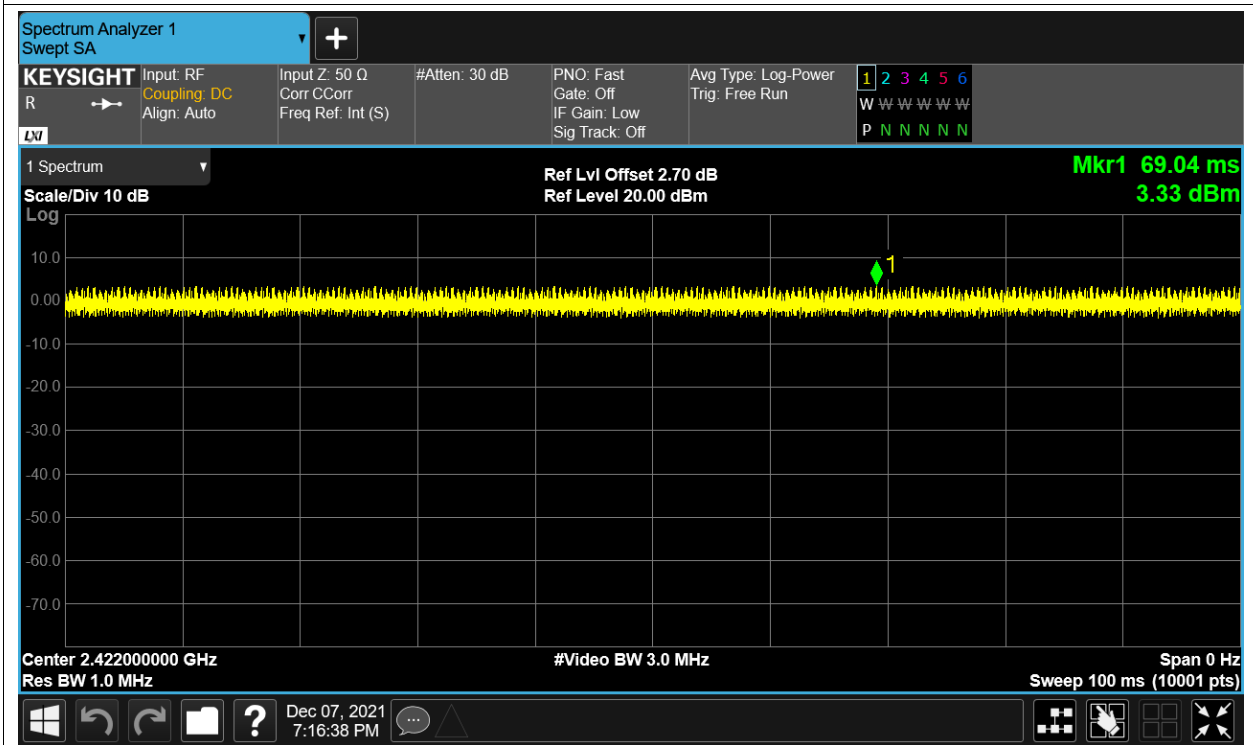 Spectrum Analyzer 1
Swept SA
KEYSIGHT
R
LXI
Input: RF
Coupling: DC
Align: Auto
Input Z: 50 Ω
Corr CCorr
Freq Ref: Int (S)
#Atten: 30 dB
PNO: Fast
Gate: Off
IF Gain: Low
Sig Track: Off
Avg Type: Log-Power
Trig: Free Run
1 2 3 4 5 6
W W W W W W
P N N N N N
1 Spectrum
Scale/Div 10 dB
Ref Lvl Offset 2.70 dB
Ref Level 20.00 dBm
Mkr1 69.04 ms
3.33 dBm
Log
10.0
1
0.00
-10.0
-20.0
-30.0
-40.0
-50.0
-60.0
-70.0
Center 2.422000000 GHz
#Video BW 3.0 MHz
Span 0 Hz
Res BW 1.0 MHz
Sweep 100 ms (10001 pts)
?
Dec 07, 2021
7:16:38 PM